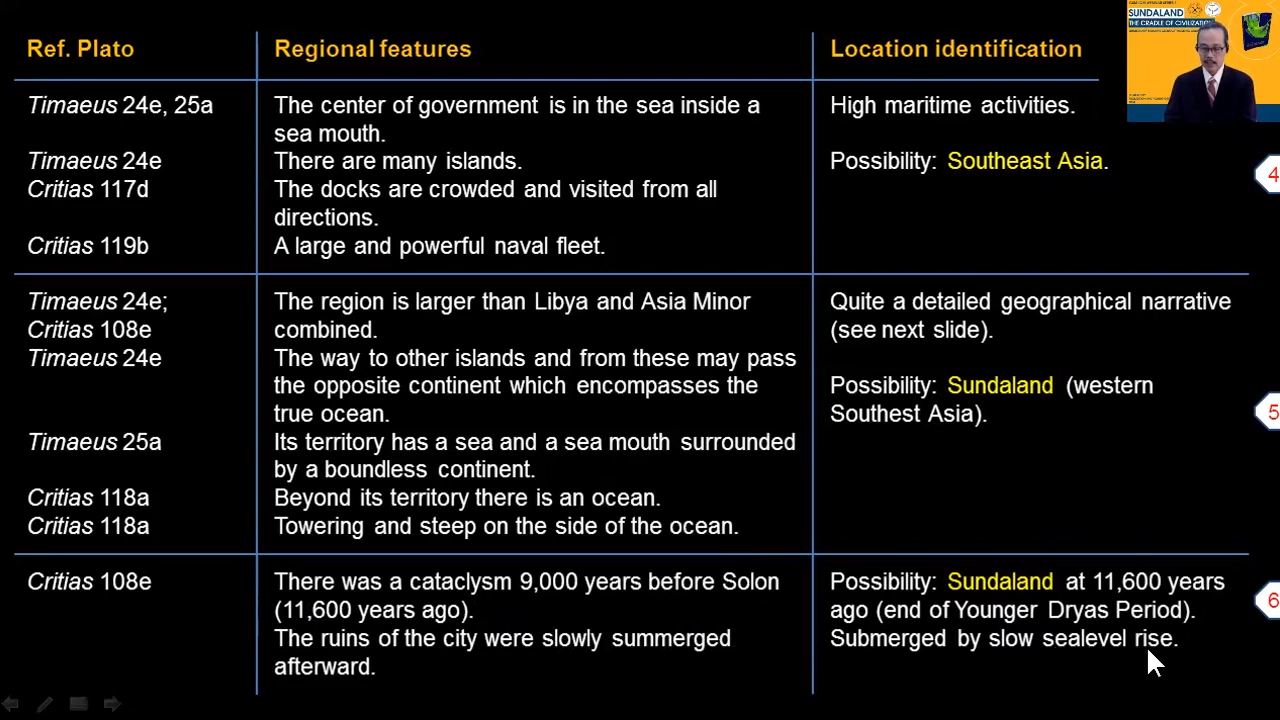 Ref. Plato
Regional features
Location identification
SUNDALAND
THE CRADLE OF CIVILIZATION
Timaeus 24e, 25a
The center of government is in the sea inside a
sea mouth.
High maritime activities.
Timaeus 24e
There are many islands.
Possibility: Southeast Asia.
4
Critias 117d
The docks are crowded and visited from all
directions.
Critias 119b
A large and powerful naval fleet.
Timaeus 24e;
Critias 108e
The region is larger than Libya and Asia Minor
combined.
Quite a detailed geographical narrative
(see next slide).
Timaeus 24e
The way to other islands and from these may pass
the opposite continent which encompasses the
true ocean.
Possibility: Sundaland (western
Southest Asia).
5
Timaeus 25a
Its territory has a sea and a sea mouth surrounded
by a boundless continent.
Critias 118a
Beyond its territory there is an ocean.
Critias 118a
Towering and steep on the side of the ocean.
Critias 108e
There was a cataclysm 9,000 years before Solon
(11,600 years ago).
The ruins of the city were slowly summerged
afterward.
Possibility: Sundaland at 11,600 years
ago (end of Younger Dryas Period).
Submerged by slow sealevel rise.
6